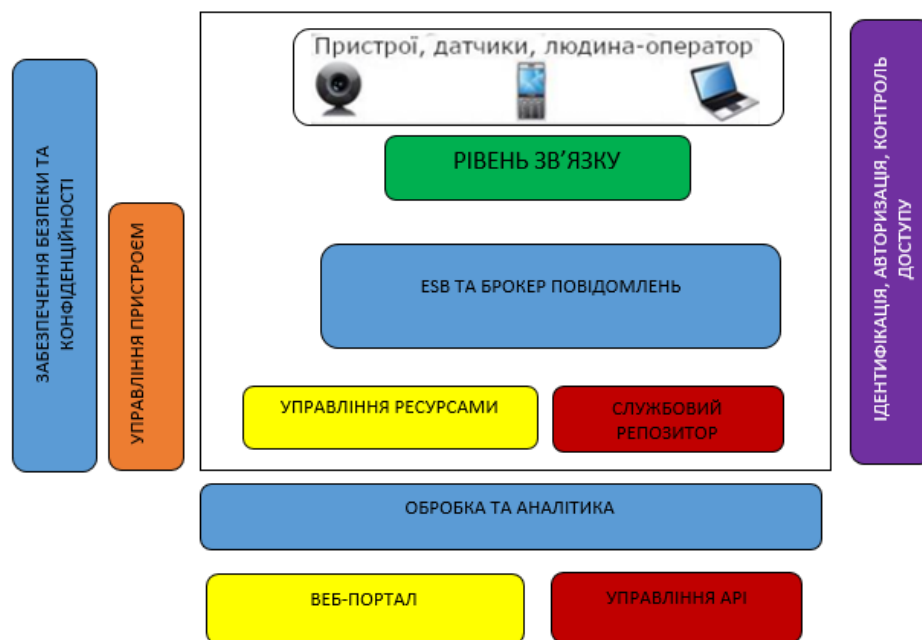 Пристрої, датчики, людина-оператор
РІВЕНЬ ЗВ’ЯЗКУ
ЗАБЕЗПЕЧЕННЯ БЕЗПЕКИ ТА
КОНФІДЕНЦІЙНОСТІ
УПРАВЛІННЯ ПРИСТРОЄМ
ESB ТА БРОКЕР ПОВІДОМЛЕНЬ
УПРАВЛІННЯ РЕСУРСАМИ
СЛУЖБОВИЙ
РЕПОЗИТОР
ІДЕНТИФІКАЦІЯ, АВТОРИЗАЦІЯ, КОНТРОЛЬ
ДОСТУПУ
ОБРОБКА ТА АНАЛІТИКА
ВЕБ-ПОРТАЛ
УПРАВЛІННЯ АРІ